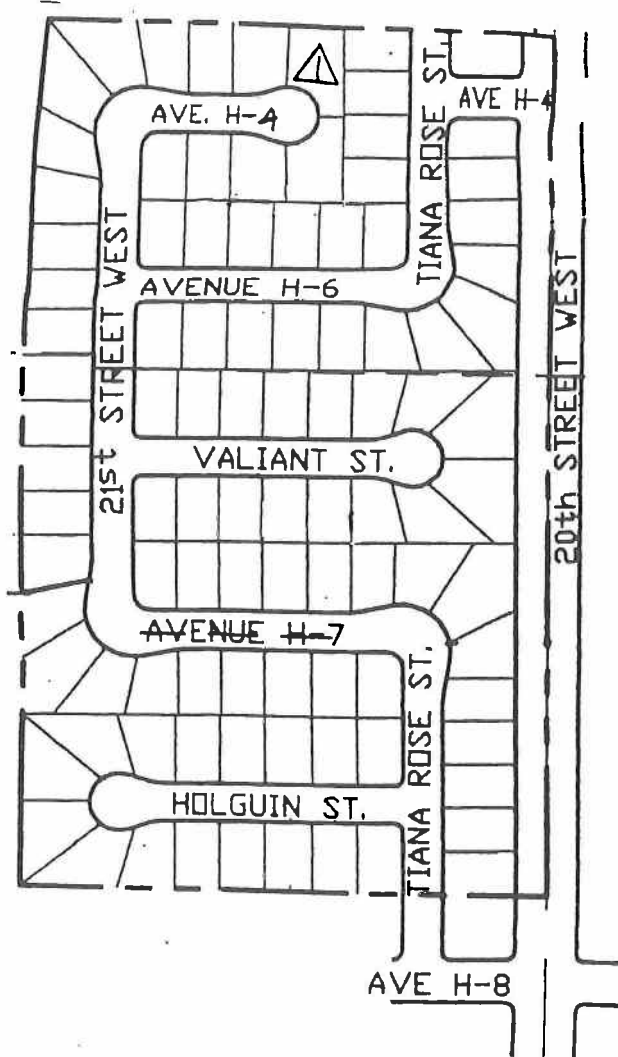 AVE. H-4
AVE H-4
TIANA ROSE ST.
21st STREET WEST
AVENUE H-6
20th STREET WEST
VALIANT ST.
AVENUE H-7
TIANA ROSE ST.
HOLGUIN ST.
AVE H-8